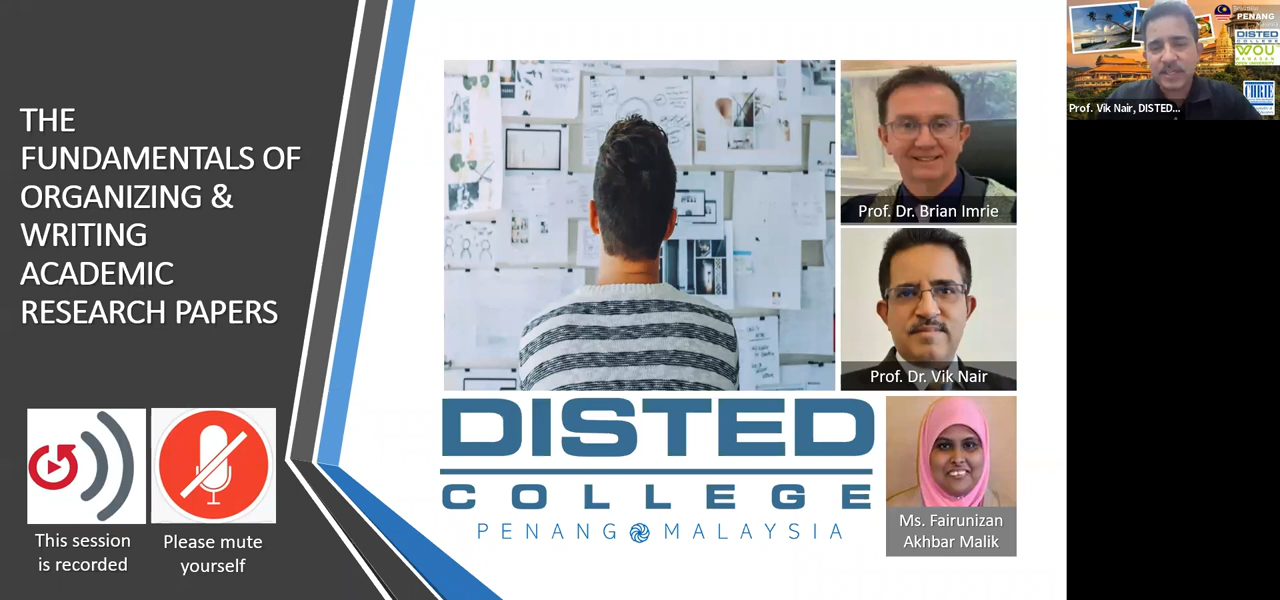 THE
FUNDAMENTALS OF
ORGANIZING &
WRITING
ACADEMIC
RESEARCH PAPERS
This session
is recorded
Please mute
yourself
Prof. Dr. Brian Imrie
Prof. Dr. Vik Nair
DISTED
COLLEGE
PENANG MALAYSIA
Ms. Fairunizan
Akhbar Malik
PENANG
DISTED
COLLEGE
WOU
CHRIE
Prof. Vik Nair, DISTED...